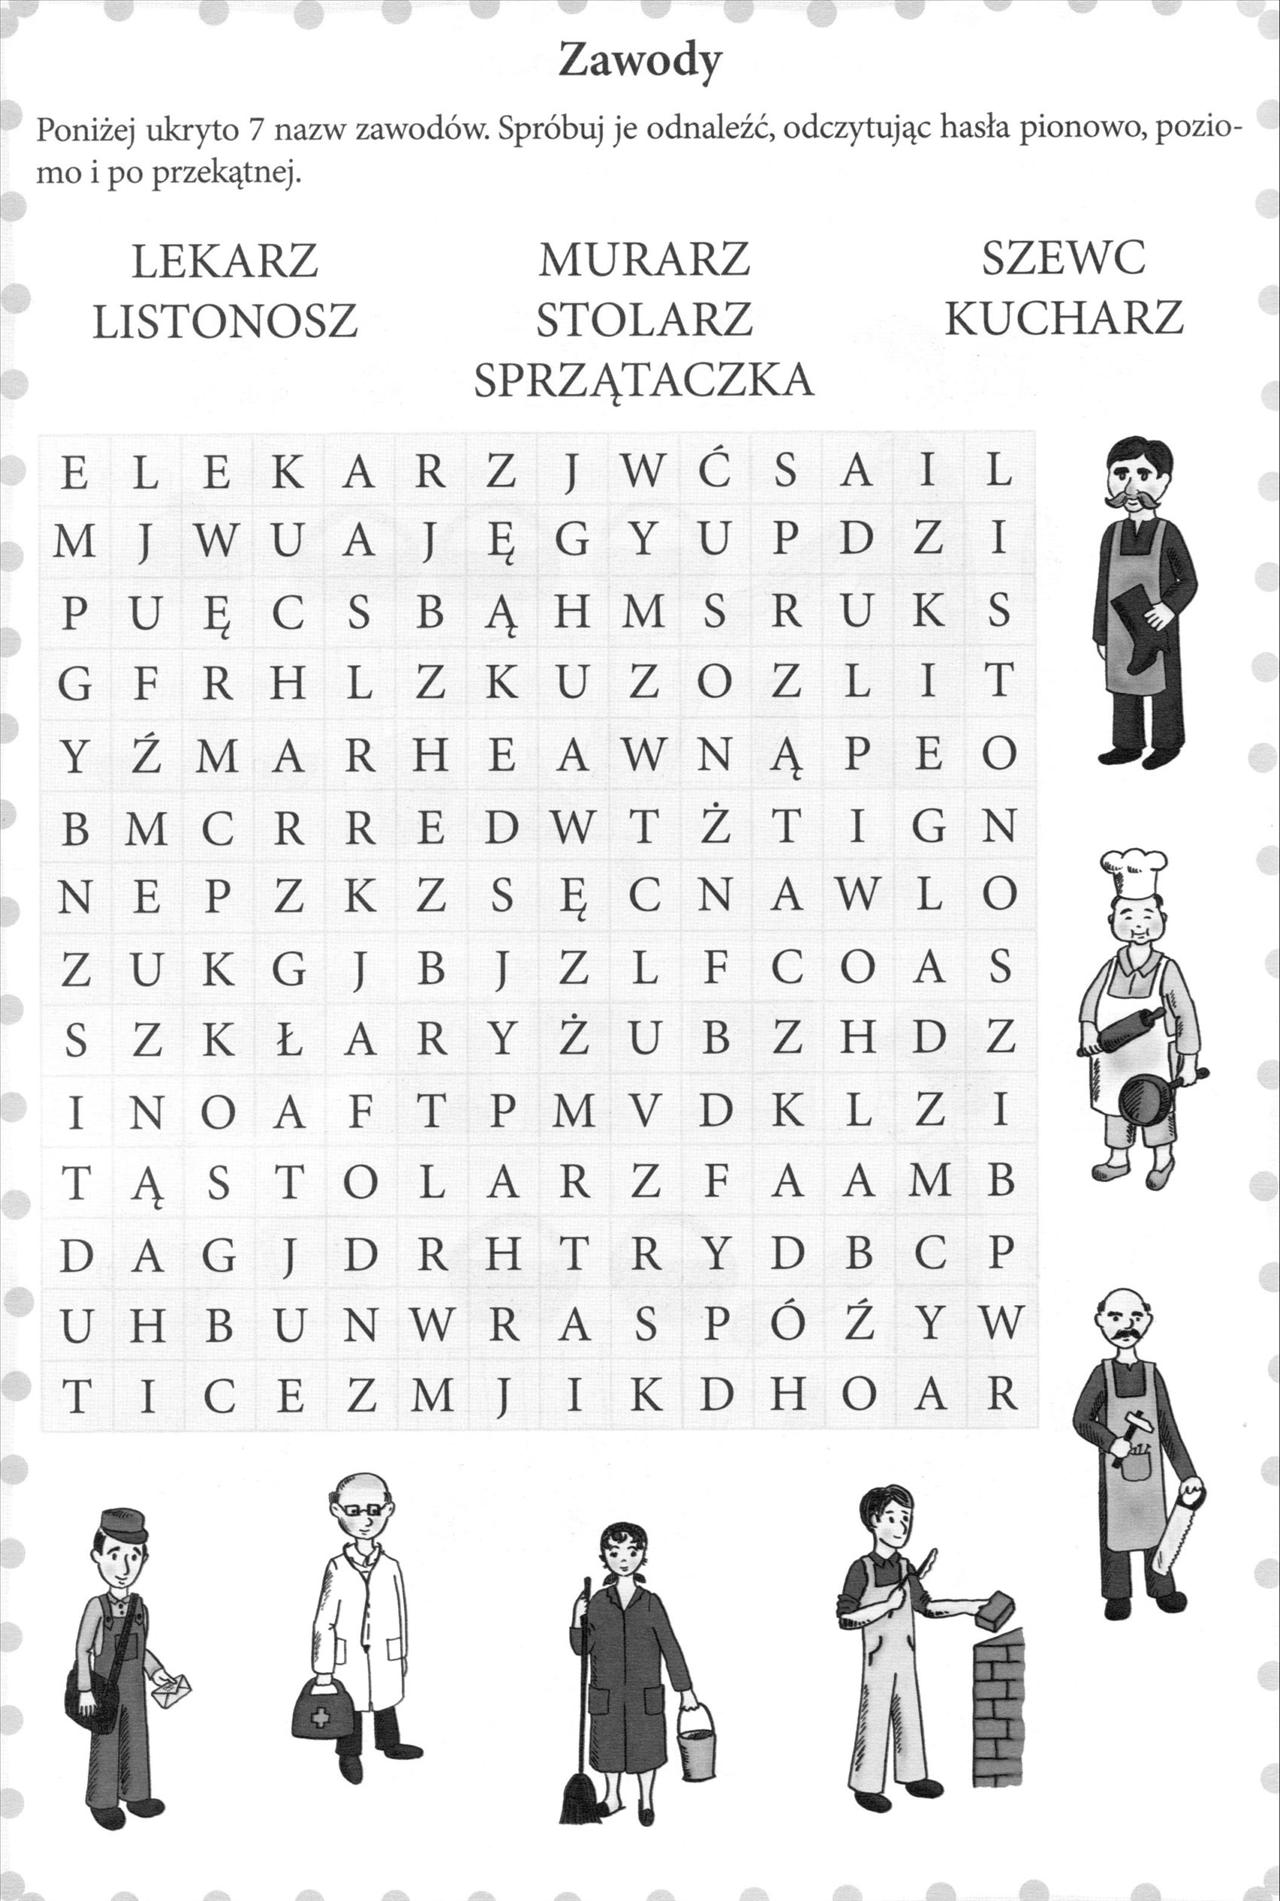 Zawody
Poniżej ukryto 7 nazw zawodów. Spróbuj je odnaleźć, odczytując hasła pionowo, pozio-
mo i po przekątnej.
LEKARZ MURARZ SZEWC
LISTONOSZ STOLARZ KUCHARZ
SPRZĄTACZKA
E L E K A R Z J W Ć S A I L
M J W U A J Ę G Y U P D Z I
P U Ę C S B Ą H M S R U K S
G F R H L Z K U Z O Z L I T
Y Ź M A R H E A W N Ą P E O
B M C R R E D W T Ż T I G N
N E P Z K Z S Ę C N A W L O
Z U K G J B J Z L F C O A S
S Z K Ł A R Y Ż U B Z H D Z
I N O A F T P M V D K L Z I
T Ą S T O L A R Z F A A M B
D A G J D R H T R Y D B C P
U H B U N W R A S P Ó Ź Y W
T I C E Z M J I K D H O A R